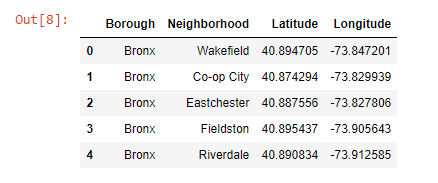 Out[8]:
Borough Neighborhood Latitude Longitude
0 Bronx Wakefield 40.894705 -73.847201
1 Bronx Co-op City 40.874294 -73.829939
2 Bronx Eastchester 40.887556 -73.827806
3 Bronx Fieldston 40.895437 -73.905643
4 Bronx Riverdale 40.890834 -73.912585